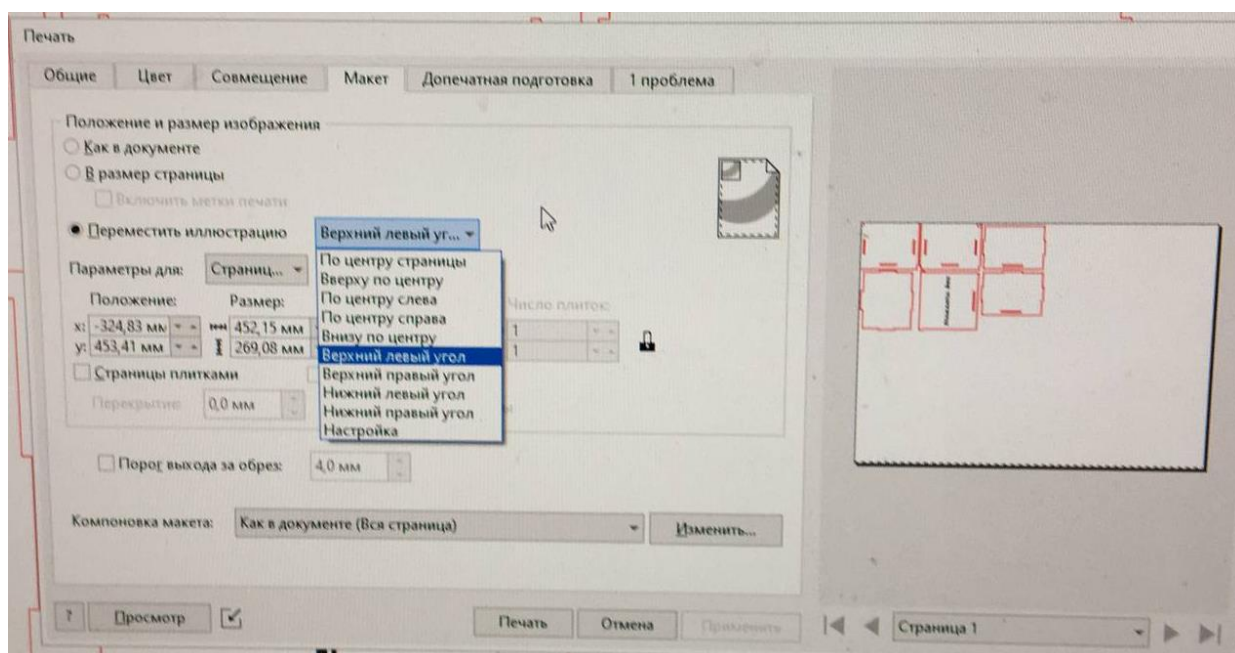 Печать
Общие Цвет Совмещение Макет Допечатная подготовка 1 проблема
Положение и размер изображения
Как в документе
В размер страницы
Включить метки печати
Переместить иллюстрацию Верхний левый уг...
Параметры для: Страниц...
По центру страницы
Вверху по центру
По центру слева
По центру справа
Внизу по центру
Верхний левый угол
Верхний правый угол
Нижний левый угол
Нижний правый угол
Настройка
Положение: Размер: Число плиток:
x: -324,83 мм 452,15 мм 1
y: 453,41 мм 269,08 мм 1
Страницы плитками
Перекрытие: 0,0 мм
Порог выхода за обрез: 4,0 мм
Компоновка макета: Как в документе (Вся страница) Изменить...
? Просмотр Печать Отмена Применить Страница 1